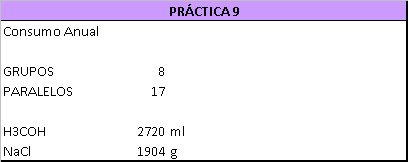 PRÁCTICA 9
Consumo Anual
GRUPOS 8
PARALELOS 17
H3COH 2720 ml
NaCl 1904 g